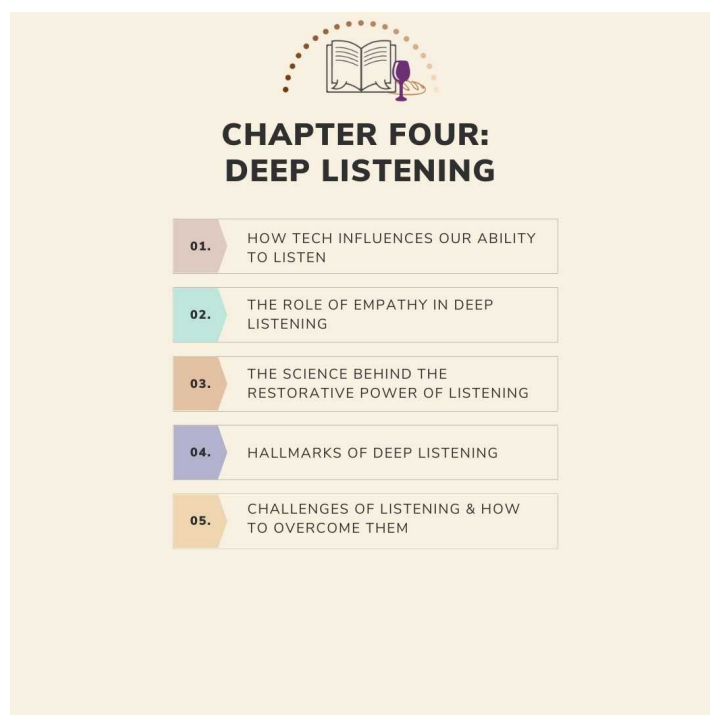 CHAPTER FOUR:
DEEP LISTENING
01.
HOW TECH INFLUENCES OUR ABILITY
TO LISTEN
02.
THE ROLE OF EMPATHY IN DEEP
LISTENING
03.
THE SCIENCE BEHIND THE
RESTORATIVE POWER OF LISTENING
04.
HALLMARKS OF DEEP LISTENING
05.
CHALLENGES OF LISTENING & HOW
TO OVERCOME THEM